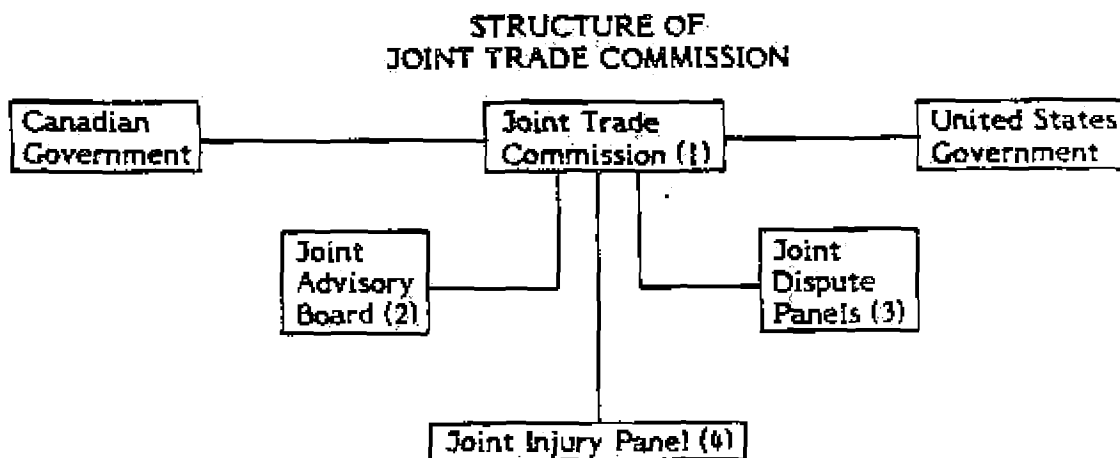 STRUCTURE OF
JOINT TRADE COMMISSION
Canadian
Government
Joint Trade
Commission (1)
United States
Government
Joint
Advisory
Board (2)
Joint
Dispute
Panels (3)
Joint Injury Panel (4)